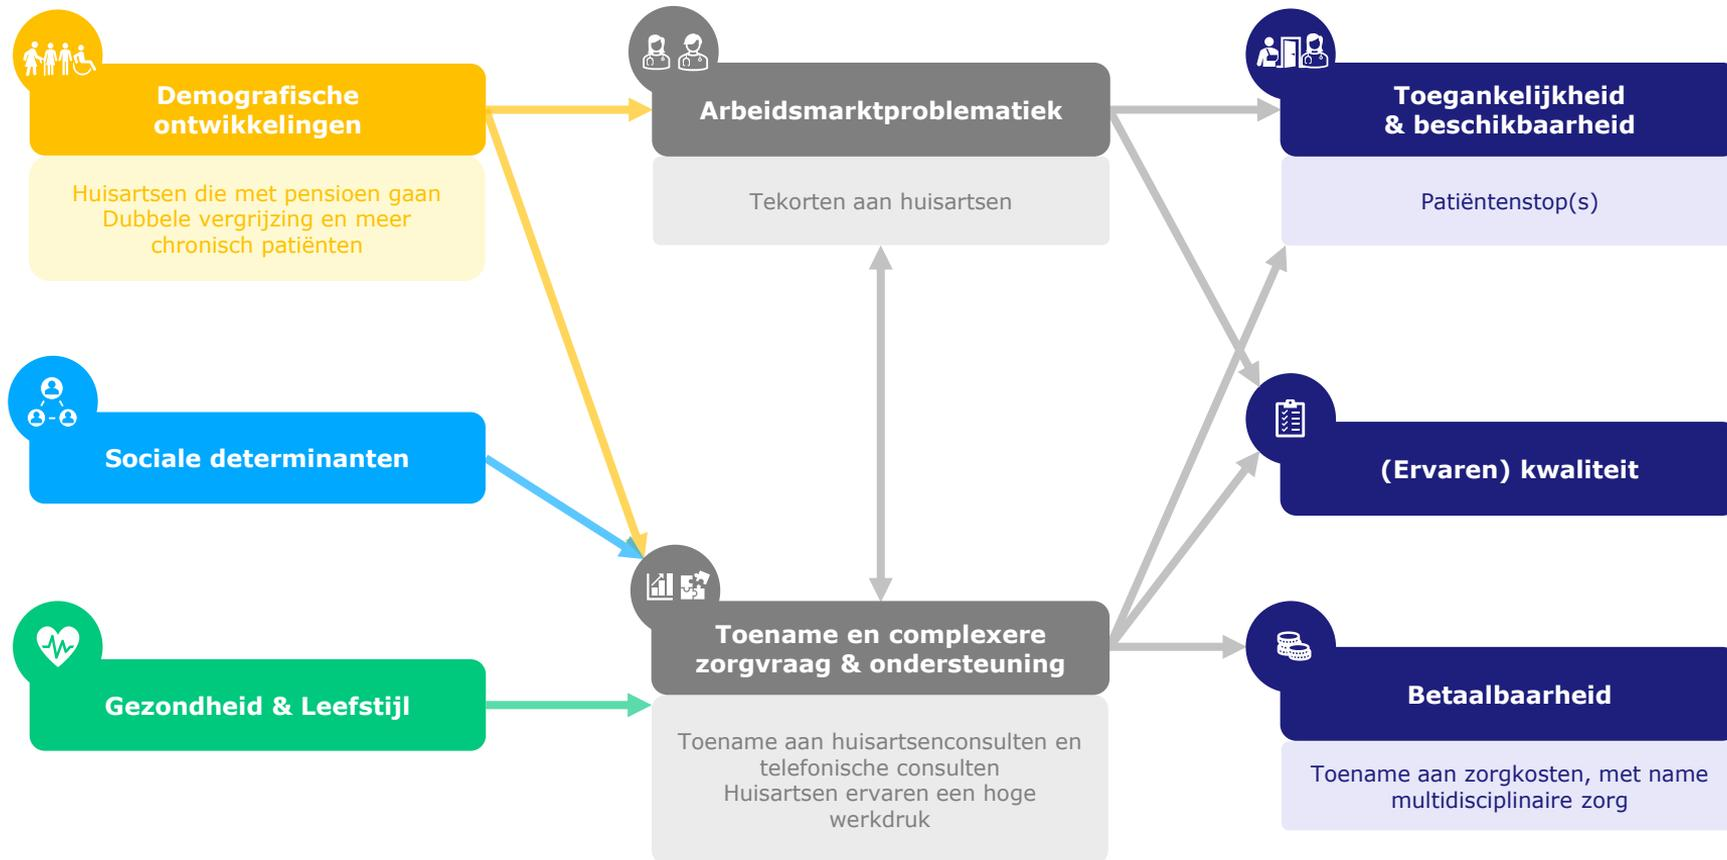 Demografische
ontwikkelingen
Huisartsen die met pensioen gaan
Dubbele vergrijzing en meer
chronisch patiënten
Sociale determinanten
Gezondheid & Leefstijl
Arbeidsmarktproblematiek
Tekorten aan huisartsen
Toename en complexere
zorgvraag & ondersteuning
Toename aan huisartsenconsulten en
telefonische consulten
Huisartsen ervaren een hoge
werkdruk
Toegankelijkheid
& beschikbaarheid
Patiëntenstop(s)
(Ervaren) kwaliteit
Betaalbaarheid
Toename aan zorgkosten, met name
multidisciplinaire zorg